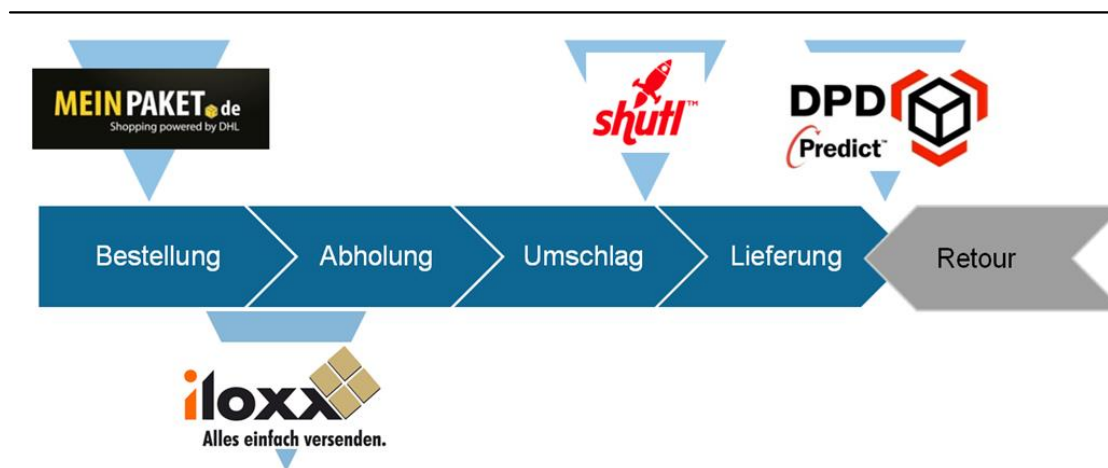 MEINPAKET.de
Shopping powered by DHL
shutl™
DPD
Predict™
Bestellung
Abholung
Umschlag
Lieferung
Retour
iloxx
Alles einfach versenden.